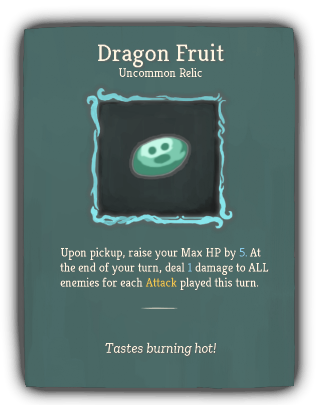 Dragon Fruit
Uncommon Relic
Upon pickup, raise your Max HP by 5. At
the end of your turn, deal 1 damage to ALL
enemies for each Attack played this turn.
Tastes burning hot!